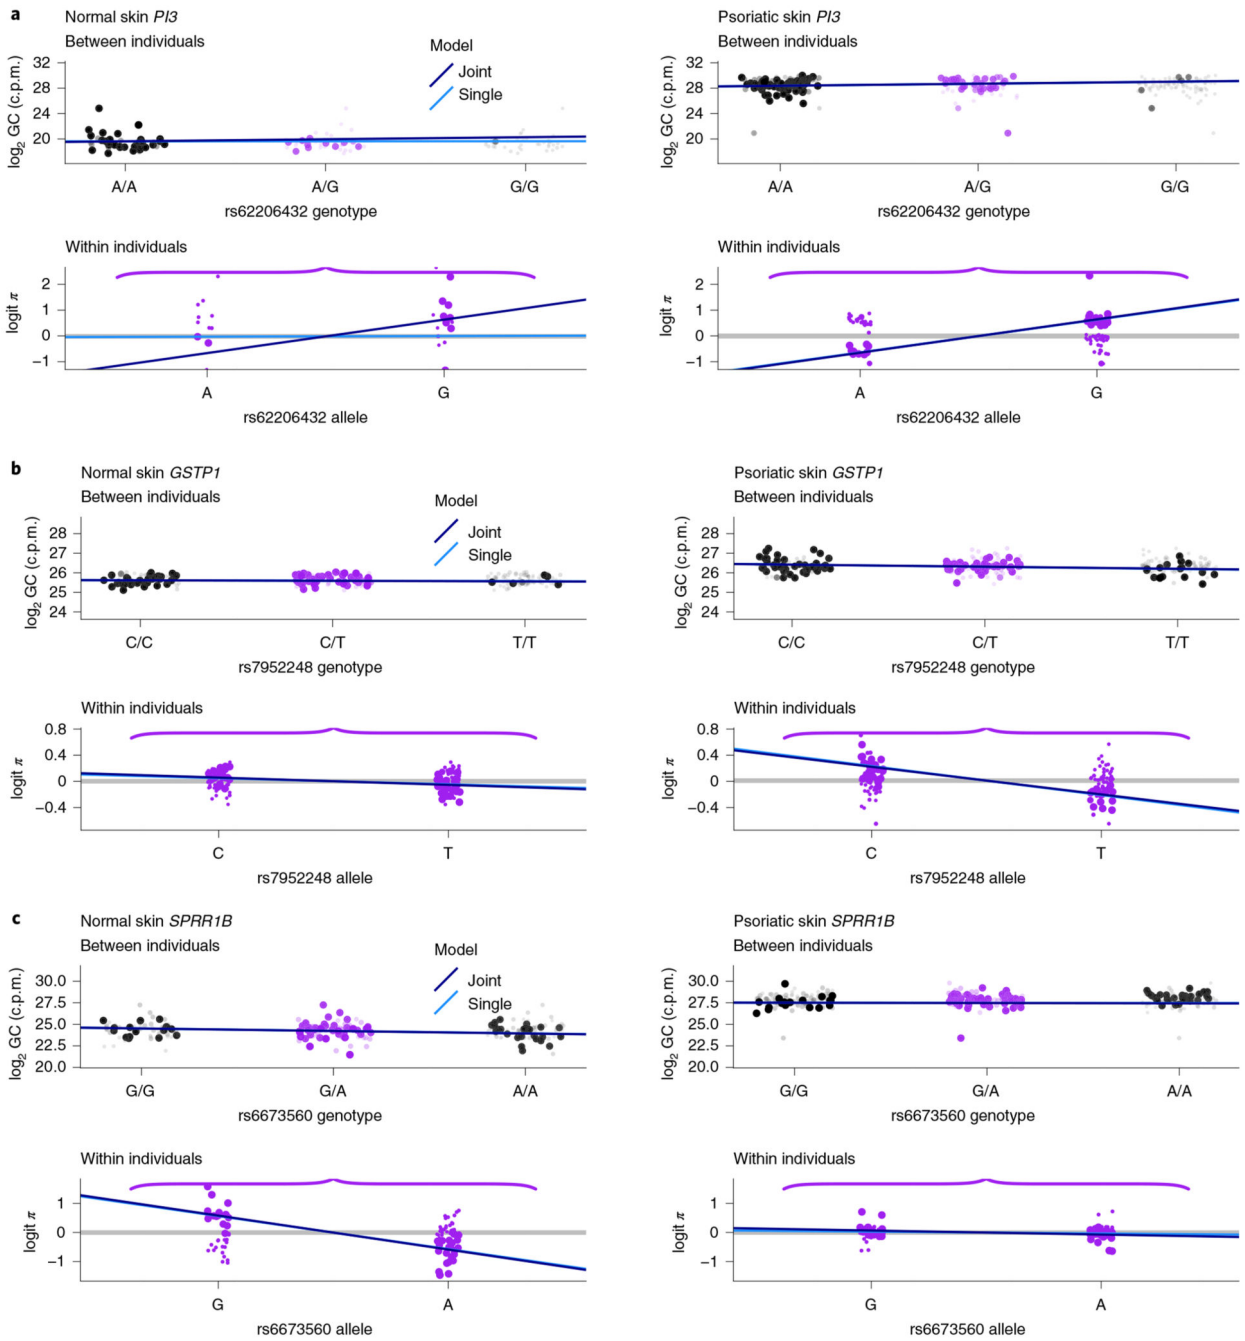 a
Normal skin PI3
Between individuals
Model
Joint
Single
32
28
24
20
log2 GC (c.p.m.)
A/A
A/G
G/G
rs62206432 genotype
Psoriatic skin PI3
Between individuals
32
28
24
20
log2 GC (c.p.m.)
A/A
A/G
G/G
rs62206432 genotype
Within individuals
2
1
0
−1
logit π
A
G
rs62206432 allele
Within individuals
2
1
0
−1
logit π
A
G
rs62206432 allele
b
Normal skin GSTP1
Between individuals
Model
Joint
Single
28
27
26
25
24
log2 GC (c.p.m.)
C/C
C/T
T/T
rs7952248 genotype
Psoriatic skin GSTP1
Between individuals
28
27
26
25
24
log2 GC (c.p.m.)
C/C
C/T
T/T
rs7952248 genotype
Within individuals
0.8
0.4
0
−0.4
logit π
C
T
rs7952248 allele
Within individuals
0.8
0.4
0
−0.4
logit π
C
T
rs7952248 allele
c
Normal skin SPRR1B
Between individuals
Model
Joint
Single
30.0
27.5
25.0
22.5
20.0
log2 GC (c.p.m.)
G/G
G/A
A/A
rs6673560 genotype
Psoriatic skin SPRR1B
Between individuals
30.0
27.5
25.0
22.5
20.0
log2 GC (c.p.m.)
G/G
G/A
A/A
rs6673560 genotype
Within individuals
1
0
−1
logit π
G
A
rs6673560 allele
Within individuals
1
0
−1
logit π
G
A
rs6673560 allele